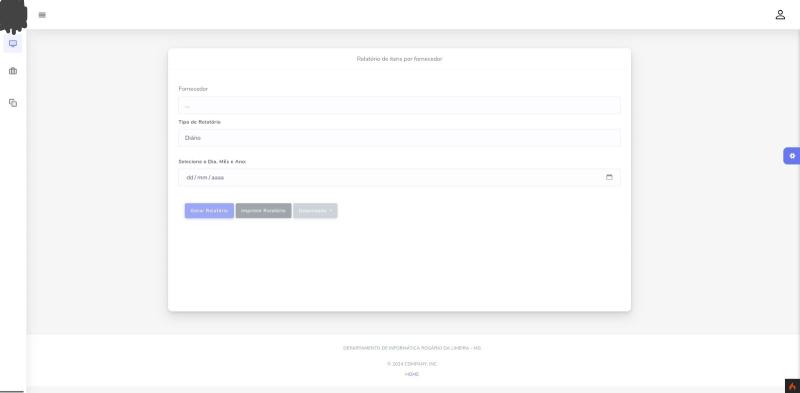 Relatório de itens por fornecedor
Fornecedor
...
Tipo de Relatório
Diário
Selecione o Dia, Mês e Ano:
dd/mm/aaaa
Gerar Relatório Imprimir Relatório Downloads
DEPARTAMENTO DE INFORMÁTICA ROSÁRIO DA LIMEIRA - MG
© 2024 COMPANY, INC.
HOME